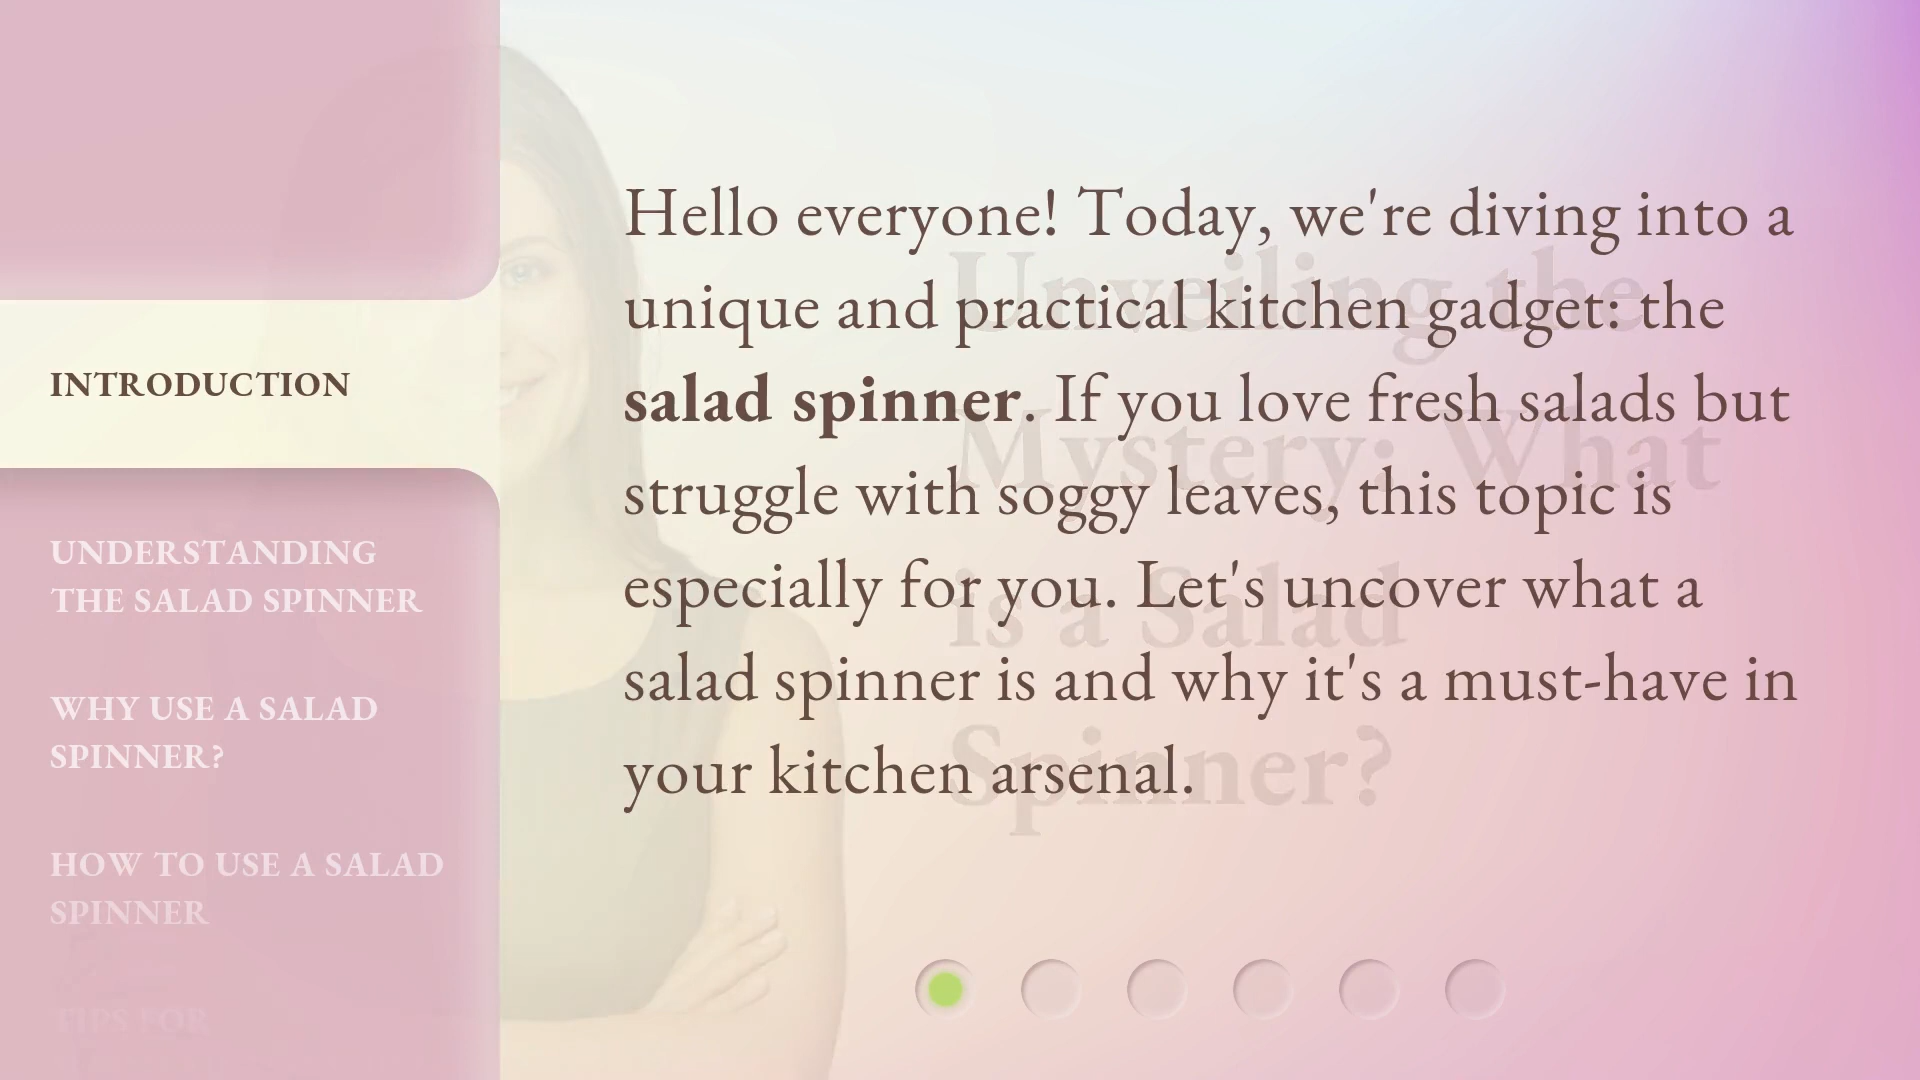 INTRODUCTION
UNDERSTANDING
THE SALAD SPINNER
WHY USE A SALAD
SPINNER?
HOW TO USE A SALAD
SPINNER
TIPS FOR
Hello everyone! Today, we're diving into a
unique and practical kitchen gadget: the
salad spinner. If you love fresh salads but
struggle with soggy leaves, this topic is
especially for you. Let's uncover what a
salad spinner is and why it's a must-have in
your kitchen arsenal.
Unveiling the
Mystery: What
is a Salad
Spinner?